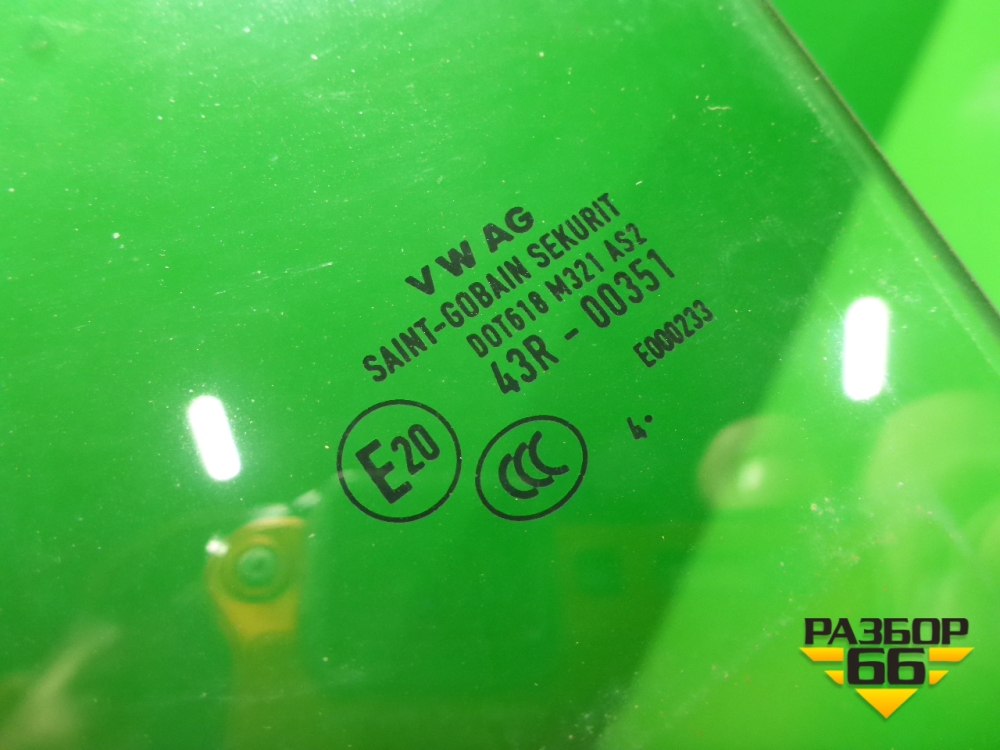 VW AG
SAINT-GOBAIN SEKURIT
DOT618 M321 AS2
43R - 00351
E000233
E20
CCC
4•
РАЗБОР
66